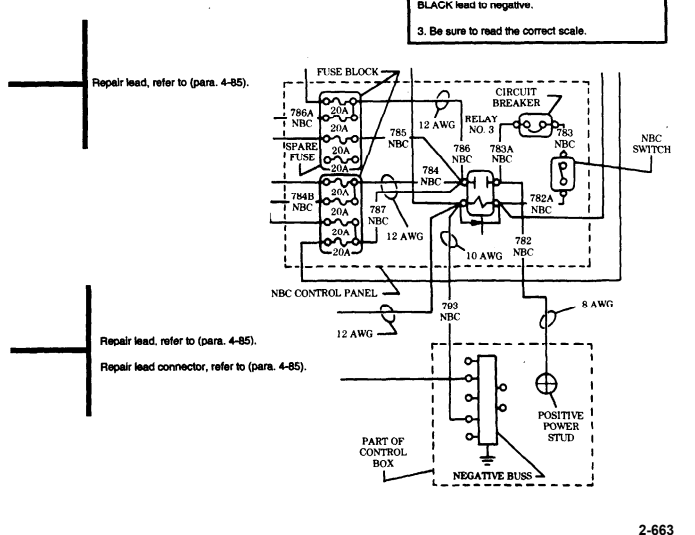 BLACK lead to negative.
3. Be sure to read the correct scale.
Repair lead, refer to (para. 4-85).
FUSE BLOCK
CIRCUIT
BREAKER
20A
786A
NBC
20A
12 AWG
RELAY
NO. 3
783
NBC
NBC
SWITCH
785
NBC
786
NBC
783A
NBC
SPARE
FUSE
20A
20A
784
NBC
20A
784B
NBC
20A
787
NBC
782A
NBC
20A
12 AWG
782
NBC
20A
10 AWG
NBC CONTROL PANEL
793
NBC
8 AWG
12 AWG
Repair lead, refer to (para. 4-85).
Repair lead connector, refer to (para. 4-85).
POSITIVE
POWER
STUD
PART OF
CONTROL
BOX
NEGATIVE BUSS
2-663